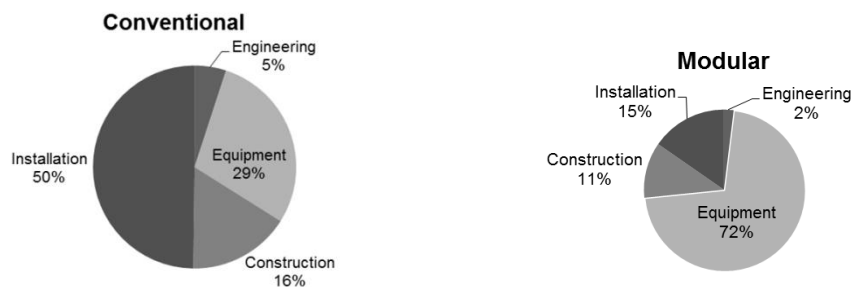 Conventional
Engineering
5%
Equipment
29%
Construction
16%
Installation
50%
Modular
Engineering
2%
Equipment
72%
Construction
11%
Installation
15%